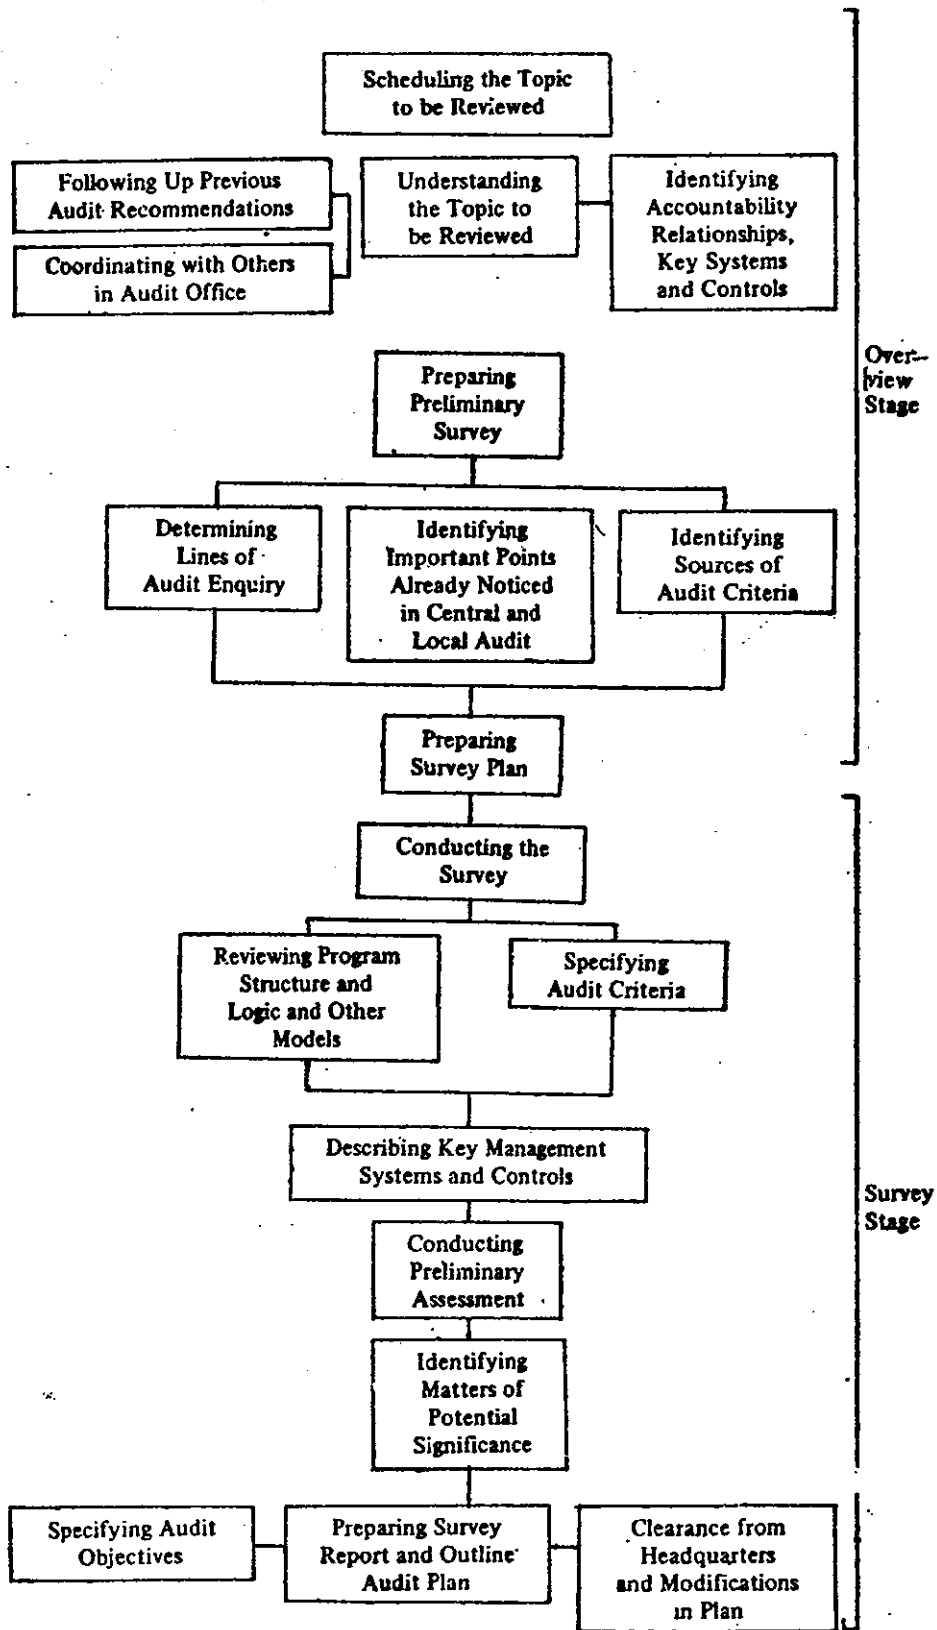 Scheduling the Topic
to be Reviewed
Following Up Previous
Audit Recommendations
Understanding
the Topic to
be Reviewed
Identifying
Accountability
Relationships,
Key Systems
and Controls
Coordinating with Others
in Audit Office
Over-
view
Stage
Preparing
Preliminary
Survey
Determining
Lines of
Audit Enquiry
Identifying
Important Points
Already Noticed
in Central and
Local Audit
Identifying
Sources of
Audit Criteria
Preparing
Survey Plan
Conducting the
Survey
Reviewing Program
Structure and
Logic and Other
Models
Specifying
Audit Criteria
Describing Key Management
Systems and Controls
Survey
Stage
Conducting
Preliminary
Assessment
Identifying
Matters of
Potential
Significance
Specifying Audit
Objectives
Preparing Survey
Report and Outline
Audit Plan
Clearance from
Headquarters
and Modifications
in Plan